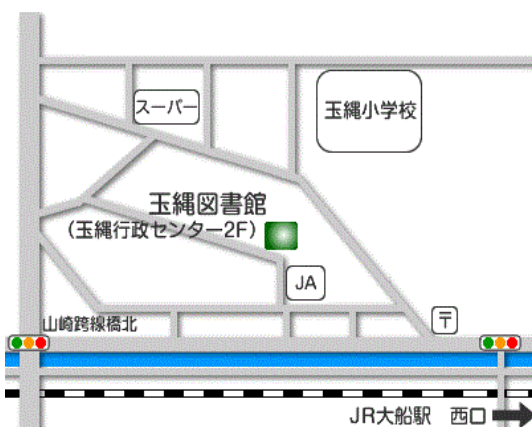 スーパー
玉縄小学校
玉縄図書館
(玉縄行政センター2F)
JA
〒
山崎跨線橋北
JR大船駅 西口